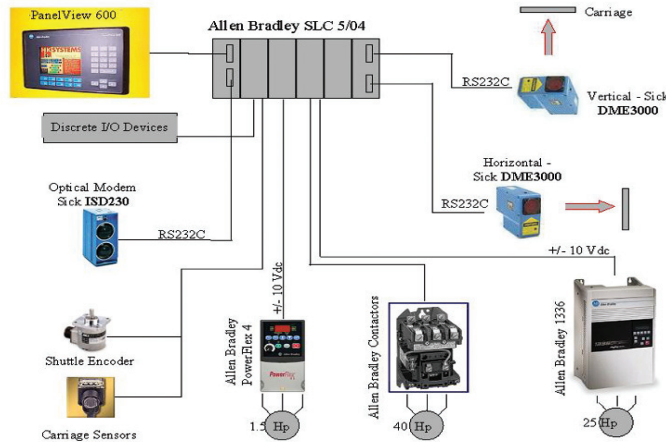 PanelView 600
Allen Bradley SLC 5/04
Carriage
RS232C
Vertical - Sick
DME3000
Discrete I/O Devices
Horizontal -
Sick DME3000
Optical Modem
Sick ISD230
RS232C
RS232C
+/- 10 Vdc
+/- 10 Vdc
Shuttle Encoder
Allen Bradley
PowerFlex 4
PowerFlex
Allen Bradley Contactors
Allen Bradley 1336
Carriage Sensors
1.5 Hp
40 Hp
25 Hp